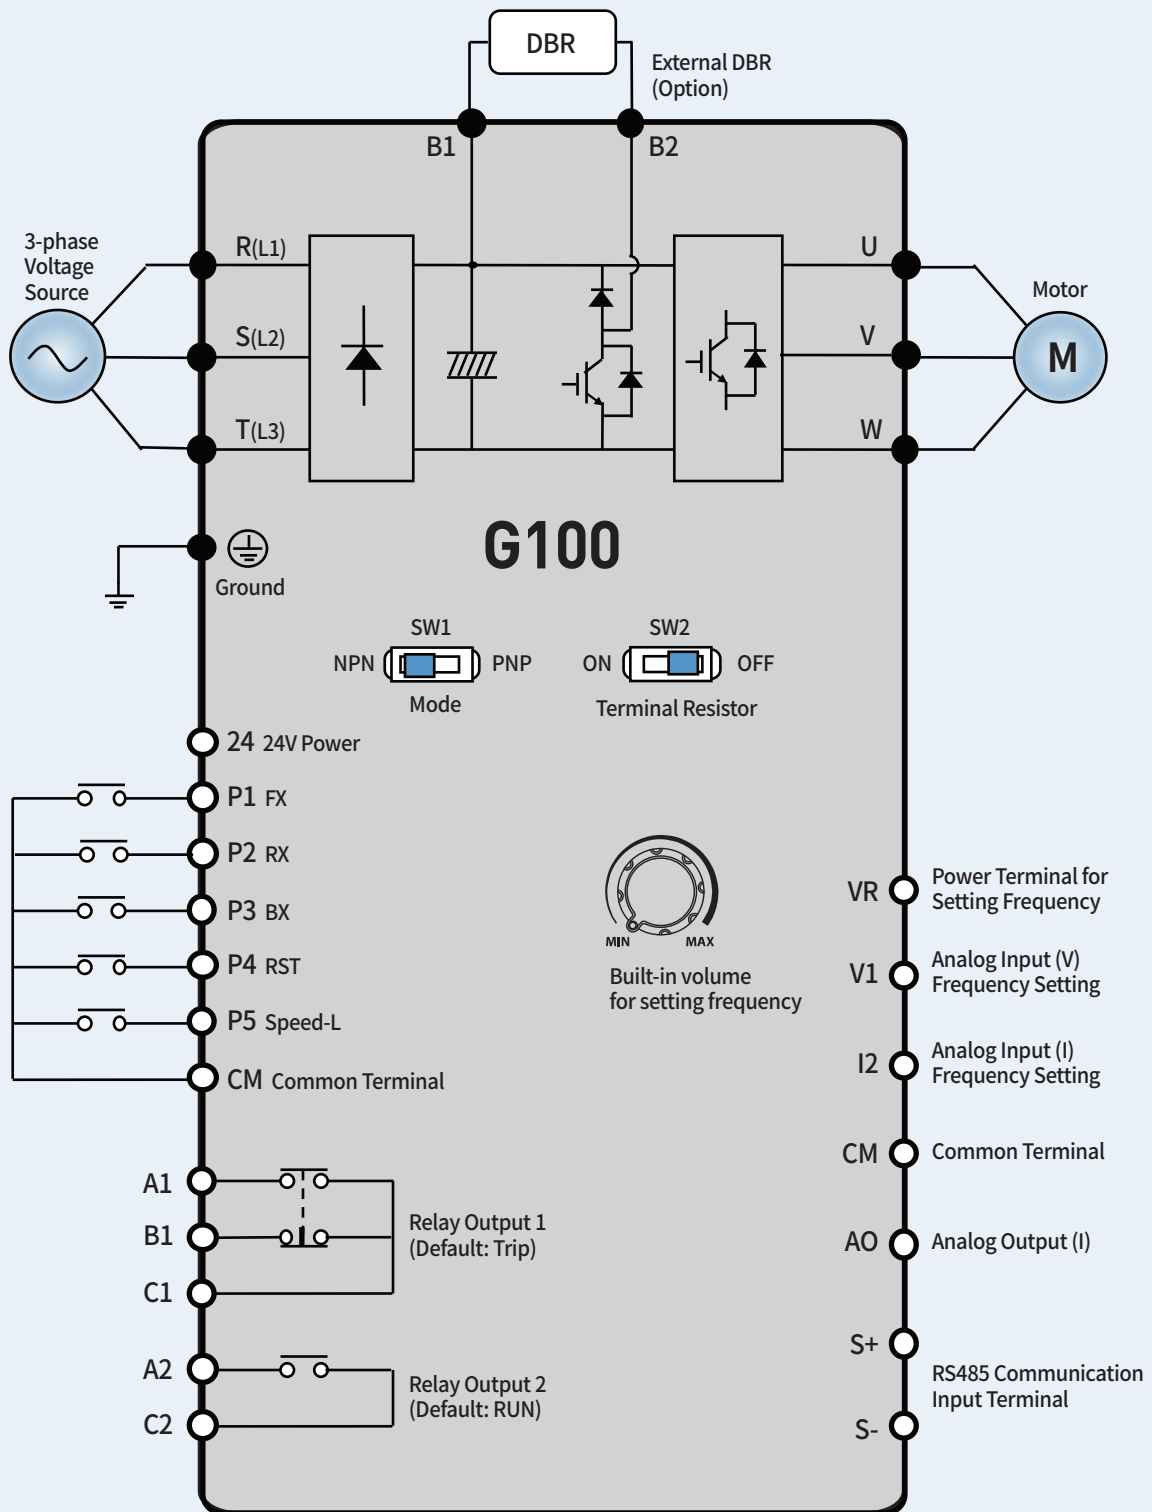 DBR
External DBR
(Option)
B1
B2
3-phase
Voltage
Source
R(L1)
S(L2)
T(L3)
U
V
W
Motor
M
Ground
G100
SW1
NPN
PNP
Mode
SW2
ON
OFF
Terminal Resistor
24 24V Power
P1 FX
P2 RX
P3 BX
P4 RST
P5 Speed-L
CM Common Terminal
MIN
MAX
Built-in volume
for setting frequency
VR
Power Terminal for
Setting Frequency
V1
Analog Input (V)
Frequency Setting
I2
Analog Input (I)
Frequency Setting
CM
Common Terminal
AO
Analog Output (I)
S+
S-
RS485 Communication
Input Terminal
A1
B1
C1
Relay Output 1
(Default: Trip)
A2
C2
Relay Output 2
(Default: RUN)